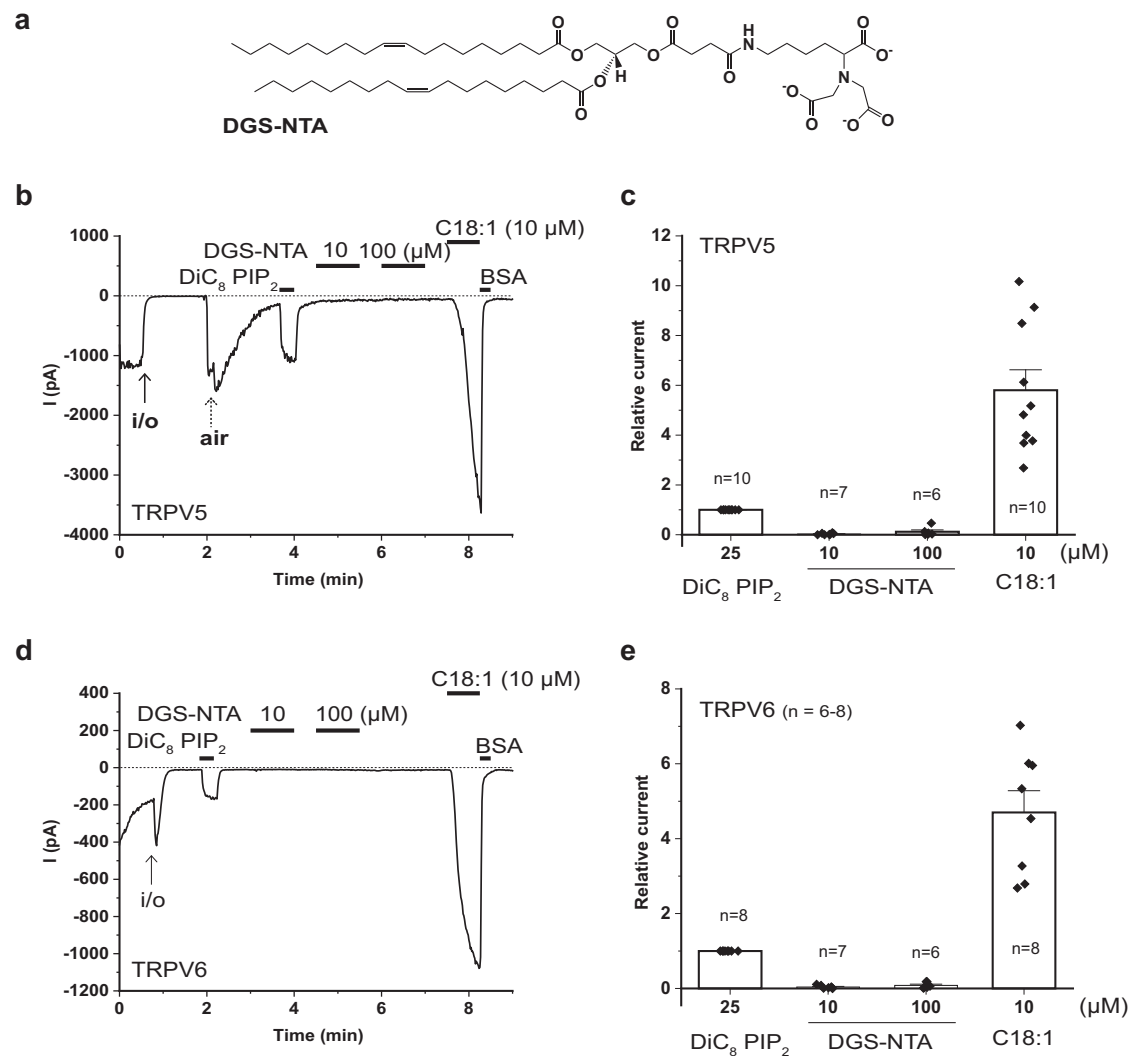 a
O O H O
O O O N O-
H O N
O -O
O O -O O
DGS-NTA
b
C18:1 (10 µM)
DGS-NTA 10 100 (µM)
DiC8 PIP2 BSA
1000
0
-1000
-2000
-3000
-4000
I (pA)
i/o
air
TRPV5
0 2 4 6 8
Time (min)
c
TRPV5
12
10
8
6
4
2
0
Relative current
n=10
n=7
n=6
n=10
25 10 100 10 (µM)
DiC8 PIP2 DGS-NTA C18:1
d
C18:1 (10 µM)
DGS-NTA 10 100 (µM)
DiC8 PIP2 BSA
400
200
0
-200
-400
-600
-800
-1000
-1200
I (pA)
i/o
TRPV6
0 2 4 6 8
Time (min)
e
TRPV6 (n = 6-8)
8
6
4
2
0
Relative current
n=8
n=7
n=6
n=8
25 10 100 10 (µM)
DiC8 PIP2 DGS-NTA C18:1